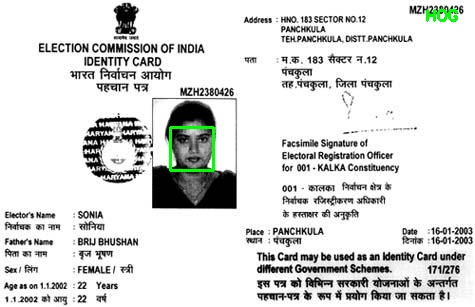 ELECTION COMMISSION OF INDIA
IDENTITY CARD
भारत निर्वाचन आयोग
पहचान पत्र
MZH2380426
HARYANA
Elector's Name : SONIA
निर्वाचक का नाम : सोनिया
Father's Name : BRIJ BHUSHAN
पिता का नाम : बृज भूषण
Sex / लिंग : FEMALE / स्त्री
Age as on 1.1.2002 : 22 Years
1.1.2002 को आयु : 22 वर्ष
MZH2380426
HOG
Address : HNO. 183 SECTOR NO.12
PANCHKULA
TEH.PANCHKULA, DISTT.PANCHKULA
पता : म.क. 183 सैक्टर न.12
पंचकुला
तह.पंचकुला, जिला पंचकुला
Facsimile Signature of
Electoral Registration Officer
for 001 - KALKA Constituency
001 - कालका निर्वाचन क्षेत्र के
निर्वाचक रजिस्ट्रीकरण अधिकारी
के हस्ताक्षर की अनुकृति
Place : PANCHKULA Date :16-01-2003
स्थान : पंचकुला दिनांक :16-01-2003
This Card may be used as an Identity Card under
different Government Schemes. 171/276
इस पत्र को विभिन्न सरकारी योजनाओं के अन्तर्गत
पहचान-पत्र के रूप में प्रयोग किया जा सकता है।